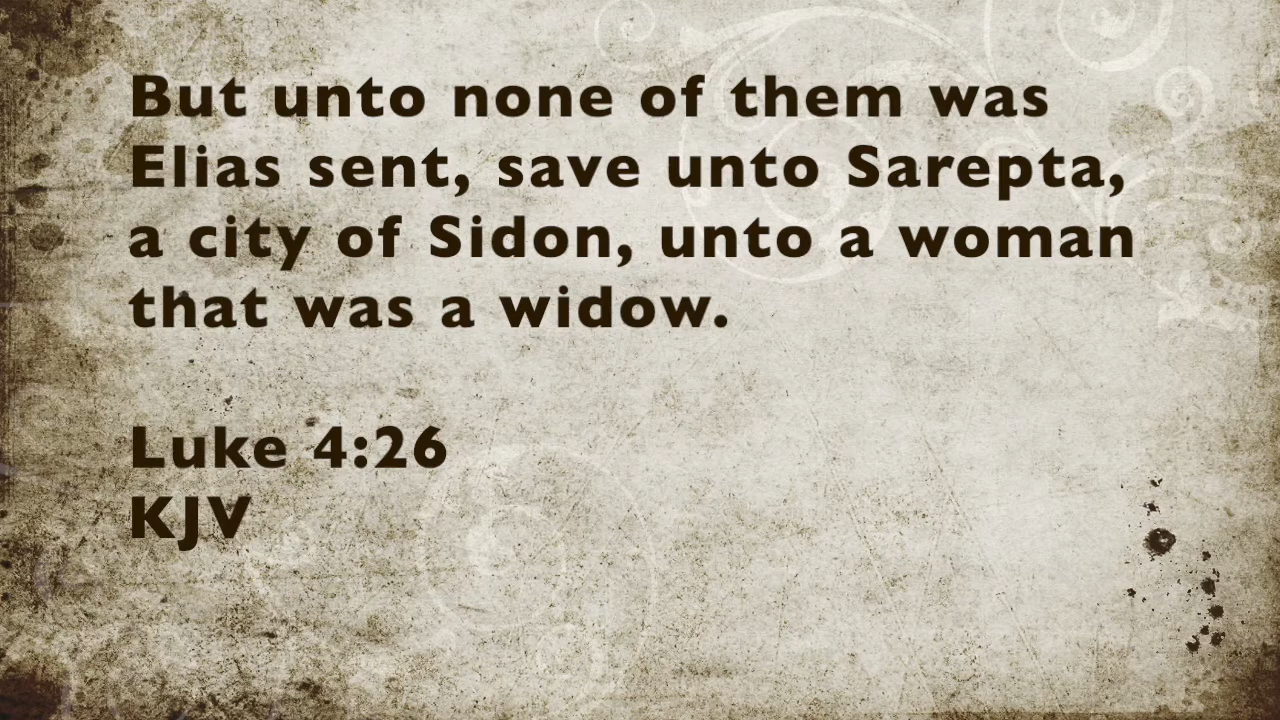 But unto none of them was
Elias sent, save unto Sarepta,
a city of Sidon, unto a woman
that was a widow.
Luke 4:26
KJV